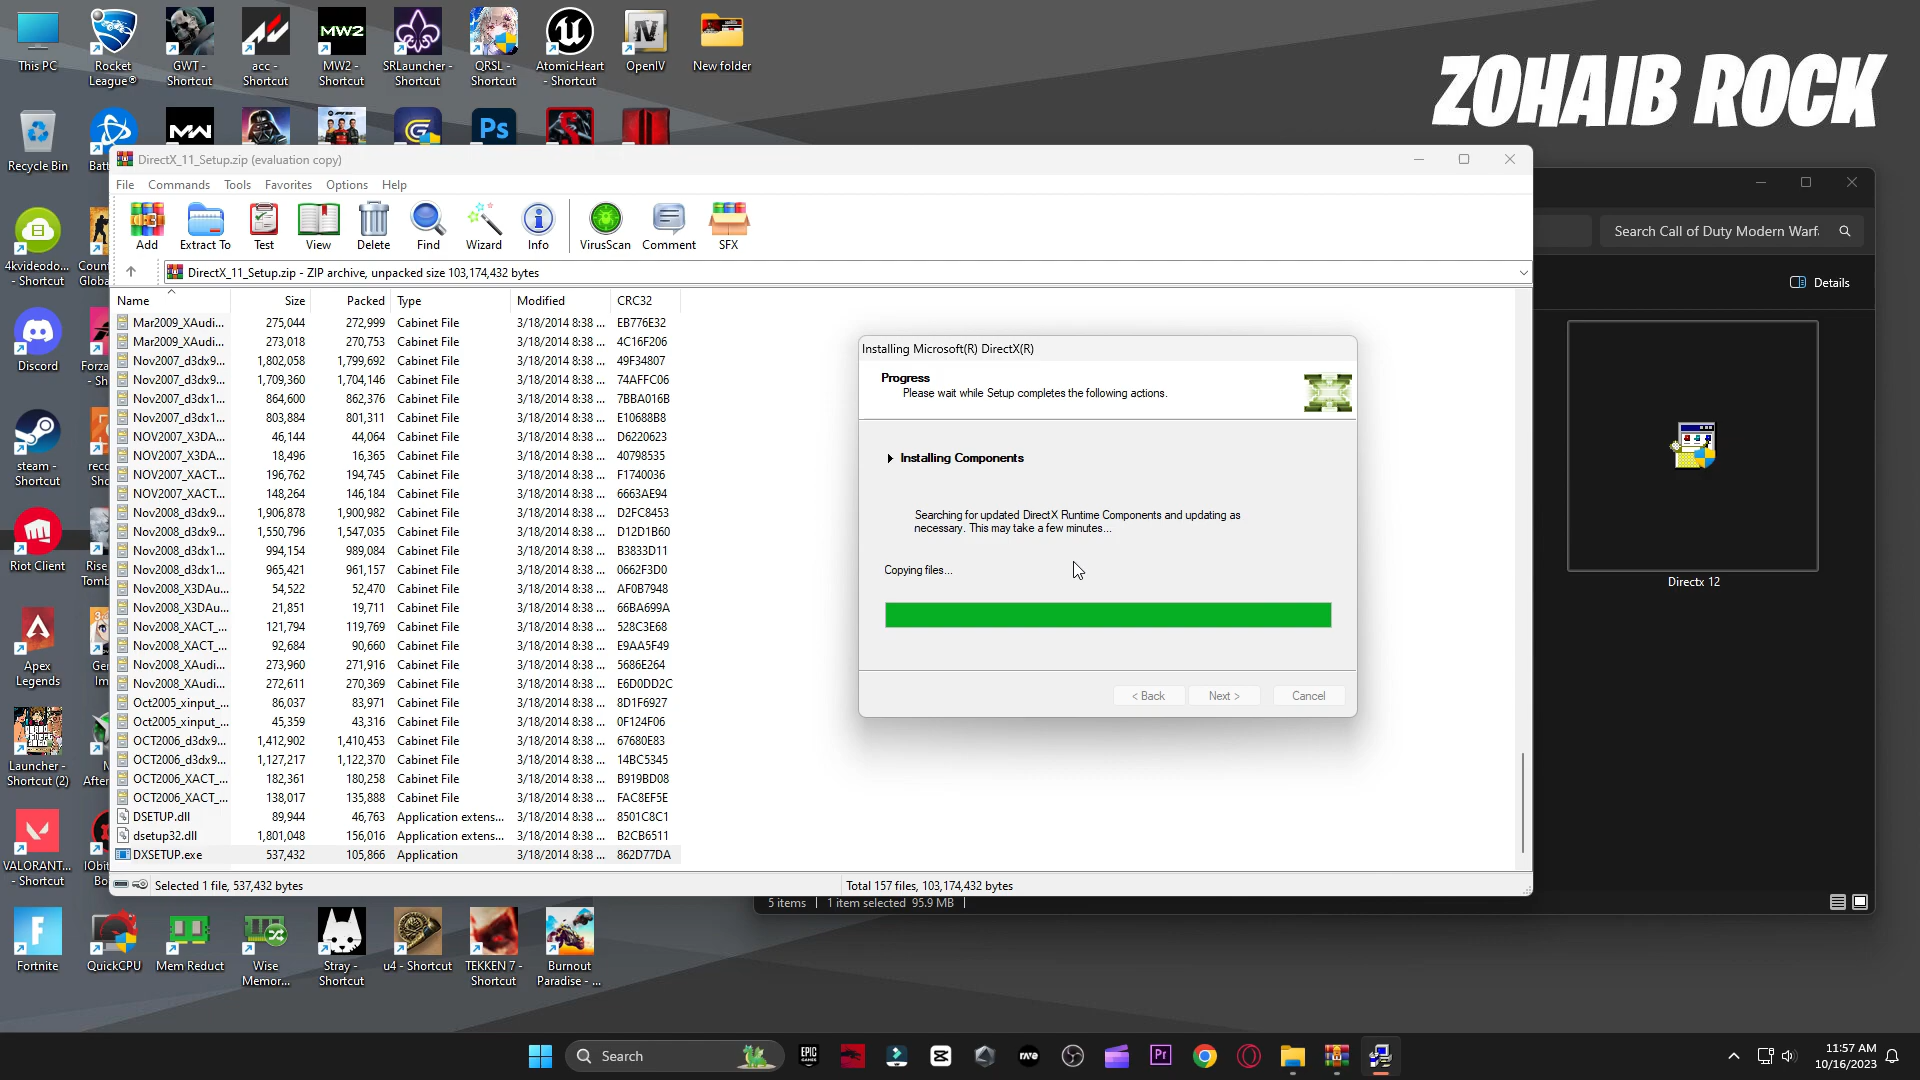 This PC
Rocket
League®
GWT -
Shortcut
acc -
Shortcut
MW2
MW2 -
Shortcut
SRLauncher -
Shortcut
QRSL -
Shortcut
AtomicHeart
- Shortcut
IV
OpenIV
New folder
ZOHAIB ROCK
Recycle Bin
Batt
MW
Ps
DirectX_11_Setup.zip (evaluation copy)
File
Commands
Tools
Favorites
Options
Help
Add
Extract To
Test
View
Delete
Find
Wizard
Info
VirusScan
Comment
SFX
Search Call of Duty Modern Warf
DirectX_11_Setup.zip - ZIP archive, unpacked size 103,174,432 bytes
Details
4kvideodo...
- Shortcut
Coun
Globa
Name Size Packed Type Modified CRC32
Mar2009_XAudi... 275,044 272,999 Cabinet File 3/18/2014 8:38 ... EB776E32
Mar2009_XAudi... 273,018 270,753 Cabinet File 3/18/2014 8:38 ... 4C16F206
Nov2007_d3dx9... 1,802,058 1,799,692 Cabinet File 3/18/2014 8:38 ... 49F34807
Nov2007_d3dx9... 1,709,360 1,704,146 Cabinet File 3/18/2014 8:38 ... 74AFFC06
Nov2007_d3dx1... 864,600 862,376 Cabinet File 3/18/2014 8:38 ... 7BBA016B
Nov2007_d3dx1... 803,884 801,311 Cabinet File 3/18/2014 8:38 ... E10688B8
NOV2007_X3DA... 46,144 44,064 Cabinet File 3/18/2014 8:38 ... D6220623
NOV2007_X3DA... 18,496 16,365 Cabinet File 3/18/2014 8:38 ... 40798535
NOV2007_XACT... 196,762 194,745 Cabinet File 3/18/2014 8:38 ... F1740036
NOV2007_XACT... 148,264 146,184 Cabinet File 3/18/2014 8:38 ... 6663AE94
Nov2008_d3dx9... 1,906,878 1,900,982 Cabinet File 3/18/2014 8:38 ... D2FC8453
Nov2008_d3dx9... 1,550,796 1,547,035 Cabinet File 3/18/2014 8:38 ... D12D1B60
Nov2008_d3dx1... 994,154 989,084 Cabinet File 3/18/2014 8:38 ... B3833D11
Nov2008_d3dx1... 965,421 961,157 Cabinet File 3/18/2014 8:38 ... 0662F3D0
Nov2008_X3DAu... 54,522 52,470 Cabinet File 3/18/2014 8:38 ... AF0B7948
Nov2008_X3DAu... 21,851 19,711 Cabinet File 3/18/2014 8:38 ... 66BA699A
Nov2008_XACT_... 121,794 119,769 Cabinet File 3/18/2014 8:38 ... 528C3E68
Nov2008_XACT_... 92,684 90,660 Cabinet File 3/18/2014 8:38 ... E9AA5F49
Nov2008_XAudi... 273,960 271,916 Cabinet File 3/18/2014 8:38 ... 5686E264
Nov2008_XAudi... 272,611 270,369 Cabinet File 3/18/2014 8:38 ... E6D0DD2C
Oct2005_xinput_... 86,037 83,971 Cabinet File 3/18/2014 8:38 ... 8D1F6927
Oct2005_xinput_... 45,359 43,316 Cabinet File 3/18/2014 8:38 ... 0F124F06
OCT2006_d3dx9... 1,412,902 1,410,453 Cabinet File 3/18/2014 8:38 ... 67680E83
OCT2006_d3dx9... 1,127,217 1,122,370 Cabinet File 3/18/2014 8:38 ... 14BC5345
OCT2006_XACT_... 182,361 180,258 Cabinet File 3/18/2014 8:38 ... B919BD08
OCT2006_XACT_... 138,017 135,888 Cabinet File 3/18/2014 8:38 ... FAC8EF5E
DSETUP.dll 89,944 46,763 Application extens... 3/18/2014 8:38 ... 8501C8C1
dsetup32.dll 1,801,048 156,016 Application extens... 3/18/2014 8:38 ... B2CB6511
DXSETUP.exe 537,432 105,866 Application 3/18/2014 8:38 ... 862D77DA
Selected 1 file, 537,432 bytes
Total 157 files, 103,174,432 bytes
Installing Microsoft(R) DirectX(R)
Progress
Please wait while Setup completes the following actions.
Installing Components
Searching for updated DirectX Runtime Components and updating as
necessary. This may take a few minutes...
Copying files...
< Back
Next >
Cancel
Directx 12
5 items
1 item selected 95.9 MB
Discord
Forza
- Sh
steam -
Shortcut
reco
Sho
Riot Client
Rise
Tomb
Apex
Legends
Gen
Im
Launcher -
Shortcut (2)
M
After
VALORANT...
- Shortcut
IObit
Bo
Fortnite
QuickCPU
Mem Reduct
Wise
Memor...
Stray -
Shortcut
u4 - Shortcut
TEKKEN 7 -
Shortcut
Burnout
Paradise - ...
Search
EPIC
GAMES
rave
Pr
11:57 AM
10/16/2023